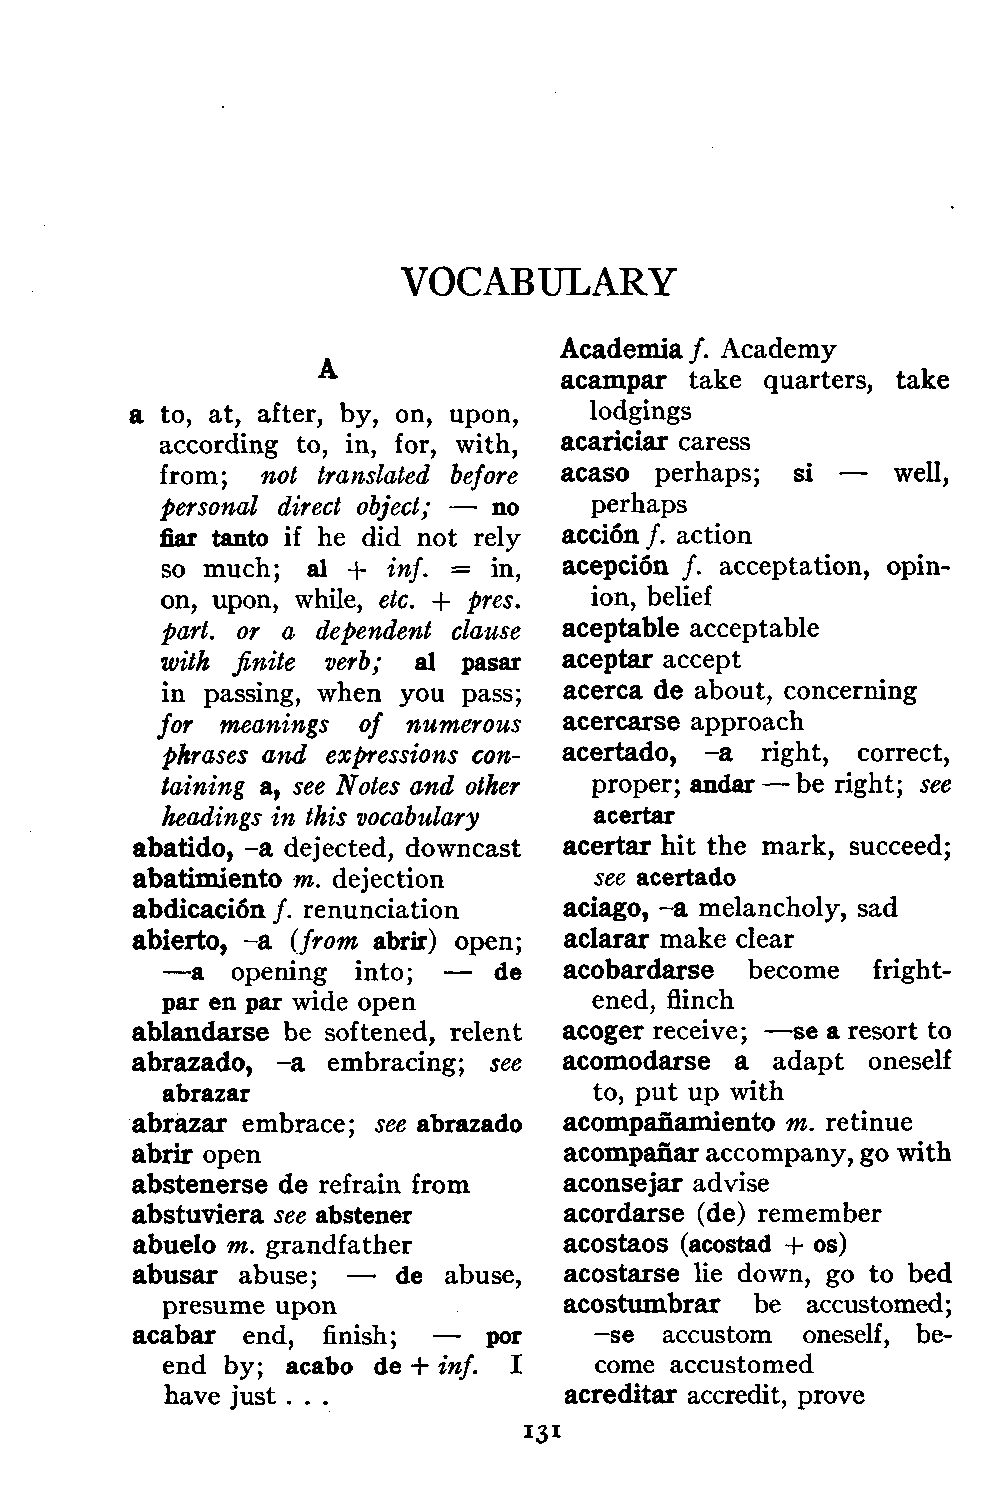 VOCABULARY
A
a to, at, after, by, on, upon,
according to, in, for, with,
from; not translated before
personal direct object; — no
fiar tanto if he did not rely
so much; al + inf. = in,
on, upon, while, etc. + pres.
part. or a dependent clause
with finite verb; al pasar
in passing, when you pass;
for meanings of numerous
phrases and expressions con-
taining a, see Notes and other
headings in this vocabulary
abatido, -a dejected, downcast
abatimiento m. dejection
abdicación f. renunciation
abierto, -a (from abrir) open;
—a opening into; — de
par en par wide open
ablandarse be softened, relent
abrazado, -a embracing; see
abrazar
abrazar embrace; see abrazado
abrir open
abstenerse de refrain from
abstuviera see abstener
abuelo m. grandfather
abusar abuse; — de abuse,
presume upon
acabar end, finish; — por
end by; acabo de + inf. I
have just . . .
Academia f. Academy
acampar take quarters, take
lodgings
acariciar caress
acaso perhaps; si — well,
perhaps
acción f. action
acepción f. acceptation, opin-
ion, belief
aceptable acceptable
aceptar accept
acerca de about, concerning
acercarse approach
acertado, -a right, correct,
proper; andar — be right; see
acertar
acertar hit the mark, succeed;
see acertado
aciago, -a melancholy, sad
aclarar make clear
acobardarse become fright-
ened, flinch
acoger receive; —se a resort to
acomodarse a adapt oneself
to, put up with
acompañamiento m. retinue
acompañar accompany, go with
aconsejar advise
acordarse (de) remember
acostaos (acostad + os)
acostarse lie down, go to bed
acostumbrar be accustomed;
-se accustom oneself, be-
come accustomed
acreditar accredit, prove
131